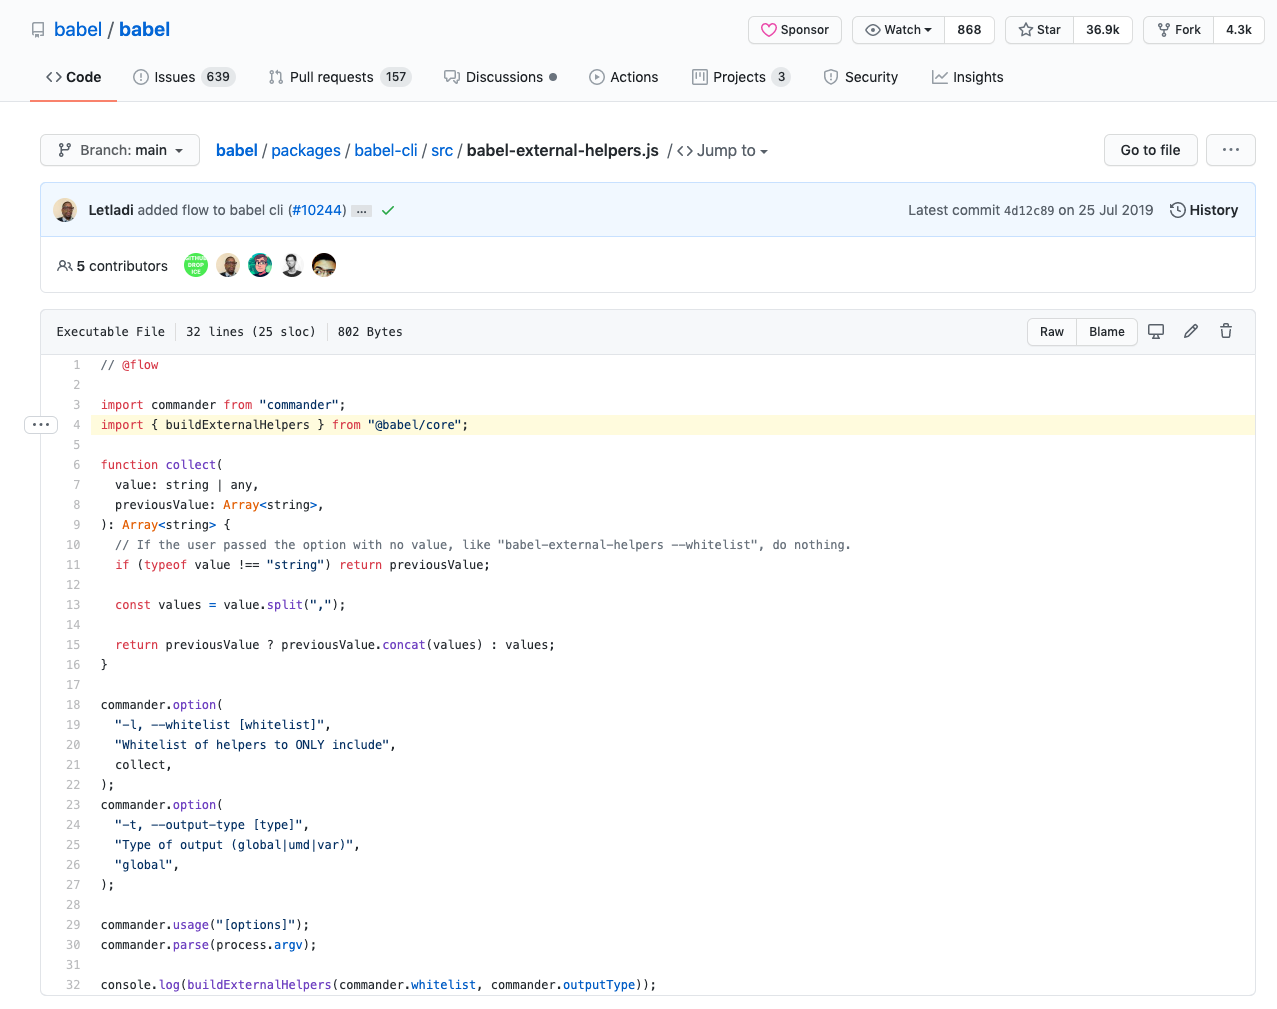 babel / babel
Sponsor Watch 868 Star 36.9k Fork 4.3k
Code Issues 639 Pull requests 157 Discussions Actions Projects 3 Security Insights
Branch: main babel / packages / babel-cli / src / babel-external-helpers.js / Jump to Go to file ...
Letladi added flow to babel cli (#10244) ... Latest commit 4d12c89 on 25 Jul 2019 History
5 contributors GITHUB DROP ICE
Executable File 32 lines (25 sloc) 802 Bytes Raw Blame
1 // @flow
2
3 import commander from "commander";
... 4 import { buildExternalHelpers } from "@babel/core";
5
6 function collect(
7   value: string | any,
8   previousValue: Array<string>,
9 ): Array<string> {
10   // If the user passed the option with no value, like "babel-external-helpers --whitelist", do nothing.
11   if (typeof value !== "string") return previousValue;
12
13   const values = value.split(",");
14
15   return previousValue ? previousValue.concat(values) : values;
16 }
17
18 commander.option(
19   "-l, --whitelist [whitelist]",
20   "Whitelist of helpers to ONLY include",
21   collect,
22 );
23 commander.option(
24   "-t, --output-type [type]",
25   "Type of output (global|umd|var)",
26   "global",
27 );
28
29 commander.usage("[options]");
30 commander.parse(process.argv);
31
32 console.log(buildExternalHelpers(commander.whitelist, commander.outputType));